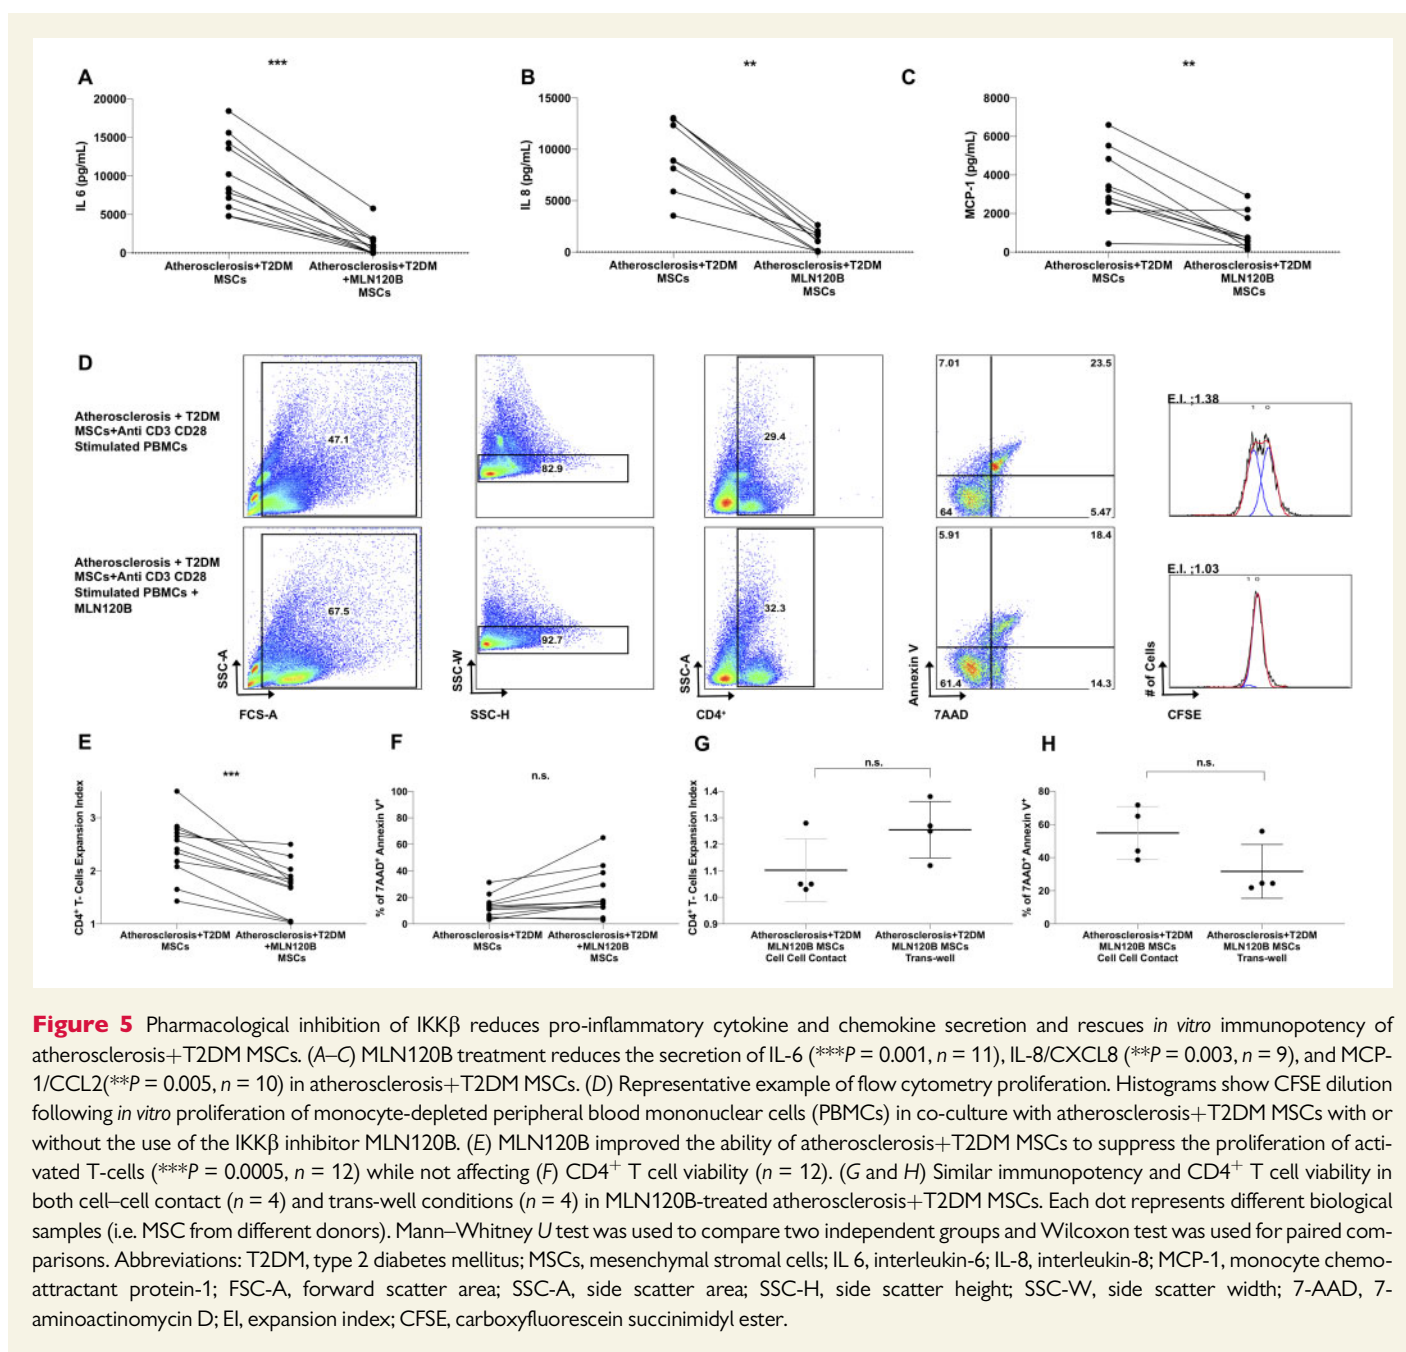 A
***
20000
15000
10000
5000
0
IL 6 (pg/mL)
Atherosclerosis+T2DM
MSCs
Atherosclerosis+T2DM
+MLN120B
MSCs
B
**
15000
10000
5000
0
IL 8 (pg/mL)
Atherosclerosis+T2DM
MSCs
Atherosclerosis+T2DM
MLN120B
MSCs
C
**
8000
6000
4000
2000
0
MCP-1 (pg/mL)
Atherosclerosis+T2DM
MSCs
Atherosclerosis+T2DM
MLN120B
MSCs
D
Atherosclerosis + T2DM
MSCs+Anti CD3 CD28
Stimulated PBMCs
47.1
82.9
29.4
7.01
23.5
64
5.47
E.I. ;1.38
1 0
Atherosclerosis + T2DM
MSCs+Anti CD3 CD28
Stimulated PBMCs +
MLN120B
67.5
92.7
32.3
5.91
18.4
61.4
14.3
E.I. ;1.03
1 0
SSC-A
FCS-A
SSC-W
SSC-H
SSC-A
CD4⁺
Annexin V
7AAD
# of Cells
CFSE
E
***
3
2
1
CD4⁺ T- Cells Expansion Index
Atherosclerosis+T2DM
MSCs
Atherosclerosis+T2DM
+MLN120B
MSCs
F
n.s.
100
80
60
40
20
0
% of 7AAD⁺ Annexin V⁺
Atherosclerosis+T2DM
MSCs
Atherosclerosis+T2DM
+MLN120B
MSCs
G
n.s.
1.4
1.3
1.2
1.1
1.0
0.9
CD4⁺ T- Cells Expansion Index
Atherosclerosis+T2DM
MLN120B MSCs
Cell Cell Contact
Atherosclerosis+T2DM
MLN120B MSCs
Trans-well
H
n.s.
80
60
40
20
0
% of 7AAD⁺ Annexin V⁺
Atherosclerosis+T2DM
MLN120B MSCs
Cell Cell Contact
Atherosclerosis+T2DM
MLN120B MSCs
Trans-well
Figure 5 Pharmacological inhibition of IKKβ reduces pro-inflammatory cytokine and chemokine secretion and rescues in vitro immunopotency of
atherosclerosis+T2DM MSCs. (A–C) MLN120B treatment reduces the secretion of IL-6 (***P = 0.001, n = 11), IL-8/CXCL8 (**P = 0.003, n = 9), and MCP-
1/CCL2(**P = 0.005, n = 10) in atherosclerosis+T2DM MSCs. (D) Representative example of flow cytometry proliferation. Histograms show CFSE dilution
following in vitro proliferation of monocyte-depleted peripheral blood mononuclear cells (PBMCs) in co-culture with atherosclerosis+T2DM MSCs with or
without the use of the IKKβ inhibitor MLN120B. (E) MLN120B improved the ability of atherosclerosis+T2DM MSCs to suppress the proliferation of acti-
vated T-cells (***P = 0.0005, n = 12) while not affecting (F) CD4⁺ T cell viability (n = 12). (G and H) Similar immunopotency and CD4⁺ T cell viability in
both cell–cell contact (n = 4) and trans-well conditions (n = 4) in MLN120B-treated atherosclerosis+T2DM MSCs. Each dot represents different biological
samples (i.e. MSC from different donors). Mann–Whitney U test was used to compare two independent groups and Wilcoxon test was used for paired com-
parisons. Abbreviations: T2DM, type 2 diabetes mellitus; MSCs, mesenchymal stromal cells; IL 6, interleukin-6; IL-8, interleukin-8; MCP-1, monocyte chemo-
attractant protein-1; FSC-A, forward scatter area; SSC-A, side scatter area; SSC-H, side scatter height; SSC-W, side scatter width; 7-AAD, 7-
aminoactinomycin D; EI, expansion index; CFSE, carboxyfluorescein succinimidyl ester.